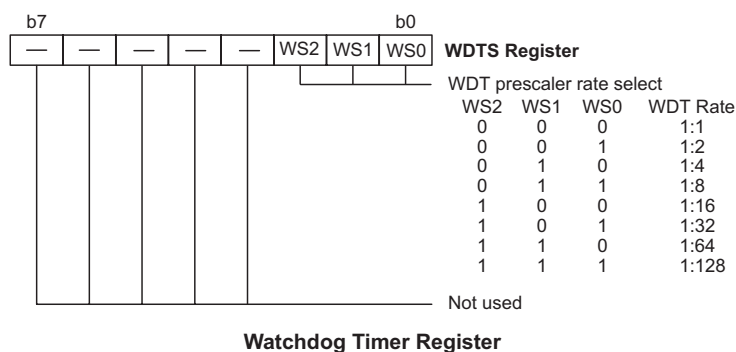 b7 b0
— — — — — WS2 WS1 WS0 WDTS Register
WDT prescaler rate select
WS2 WS1 WS0 WDT Rate
0 0 0 1:1
0 0 1 1:2
0 1 0 1:4
0 1 1 1:8
1 0 0 1:16
1 0 1 1:32
1 1 0 1:64
1 1 1 1:128
Not used
Watchdog Timer Register